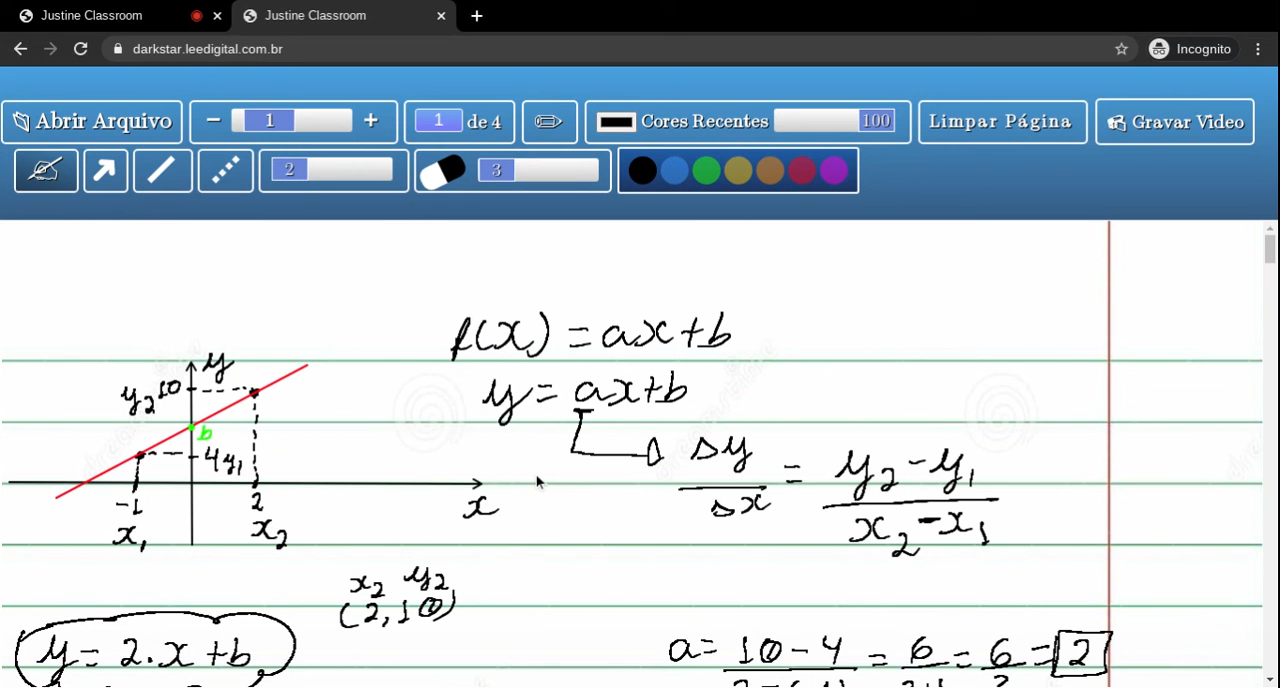 Justine Classroom
Justine Classroom
darkstar.leedigital.com.br
Incognito
Abrir Arquivo
− 1 +
1 de 4
Cores Recentes 100
Limpar Página
Gravar Video
2
3
f(x) = ax+b
y = ax+b
Δy/Δx = (y₂ − y₁)/(x₂ − x₁)
y
y₂ 10
b
4 y₁
-1
2
x
x₁
x₂
x₂ y₂
(2, 10)
y = 2·x + b
a = 10 − 4 = 6 = 6 = 2